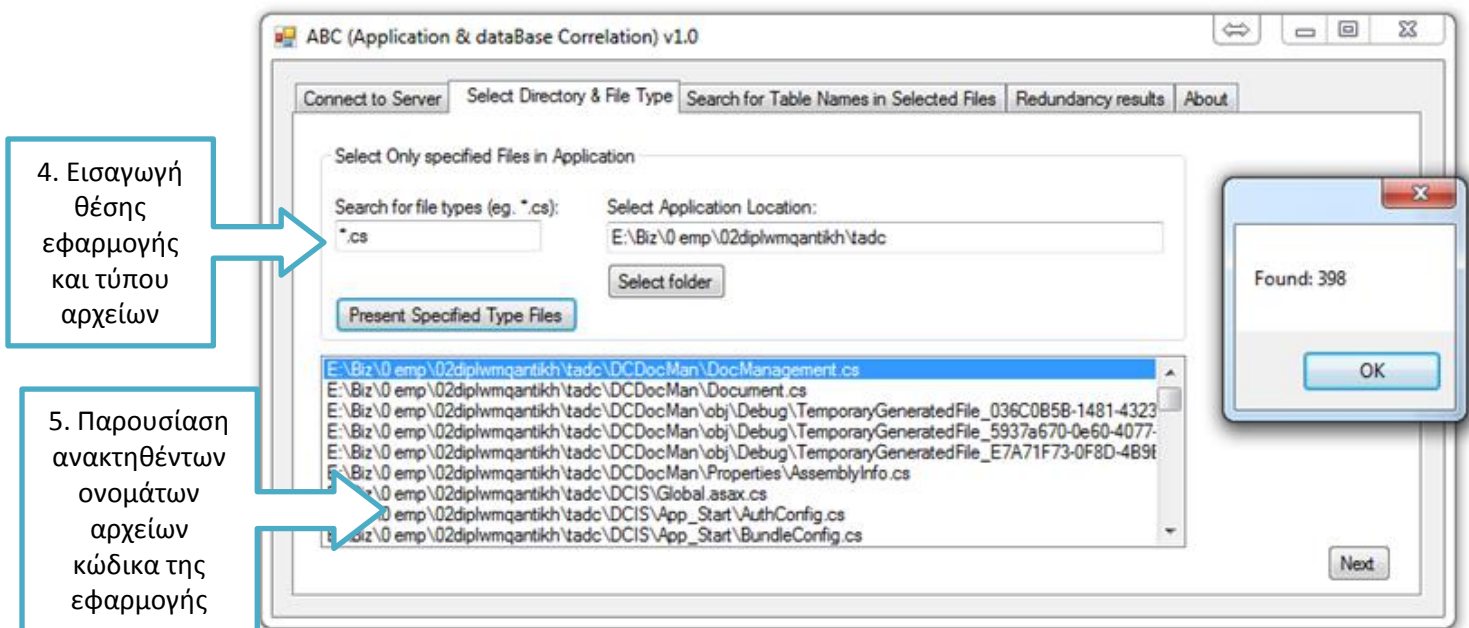 ABC (Application & dataBase Correlation) v1.0
Connect to Server
Select Directory & File Type
Search for Table Names in Selected Files
Redundancy results
About
4. Εισαγωγή
θέσης
εφαρμογής
και τύπου
αρχείων
Select Only specified Files in Application
Search for file types (eg. *.cs):
*.cs
Select Application Location:
E:\Biz\0 emp\02diplwmqantikh\tadc
Select folder
Present Specified Type Files
Found: 398
OK
5. Παρουσίαση
ανακτηθέντων
ονομάτων
αρχείων
κώδικα της
εφαρμογής
E:\Biz\0 emp\02diplwmqantikh\tadc\DCDocMan\DocManagement.cs
E:\Biz\0 emp\02diplwmqantikh\tadc\DCDocMan\Document.cs
E:\Biz\0 emp\02diplwmqantikh\tadc\DCDocMan\obj\Debug\TemporaryGeneratedFile_036C0B5B-1481-4323
E:\Biz\0 emp\02diplwmqantikh\tadc\DCDocMan\obj\Debug\TemporaryGeneratedFile_5937a670-0e60-4077-
E:\Biz\0 emp\02diplwmqantikh\tadc\DCDocMan\obj\Debug\TemporaryGeneratedFile_E7A71F73-0F8D-4B9E
E:\Biz\0 emp\02diplwmqantikh\tadc\DCDocMan\Properties\AssemblyInfo.cs
\0 emp\02diplwmqantikh\tadc\DCIS\Global.asax.cs
0 emp\02diplwmqantikh\tadc\DCIS\App_Start\AuthConfig.cs
\0 emp\02diplwmqantikh\tadc\DCIS\App_Start\BundleConfig.cs
Next